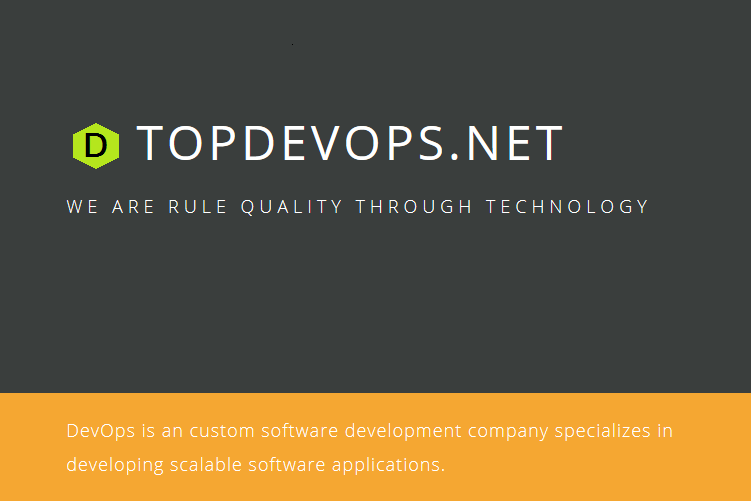 D TOPDEVOPS.NET
WE ARE RULE QUALITY THROUGH TECHNOLOGY
DevOps is an custom software development company specializes in
developing scalable software applications.